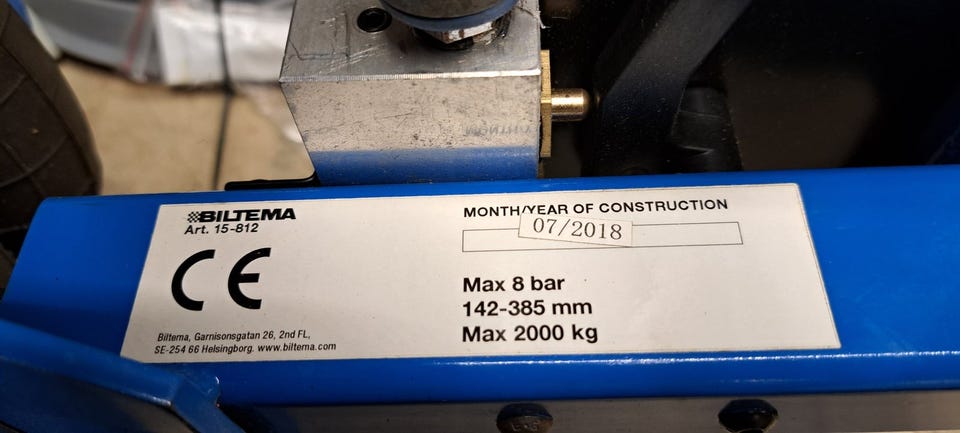 BILTEMA
Art. 15-812
Biltema, Garnisonsgatan 26, 2nd FL,
SE-254 66 Helsingborg. www.biltema.com
MONTH/YEAR OF CONSTRUCTION
07/2018
Max 8 bar
142-385 mm
Max 2000 kg
CE